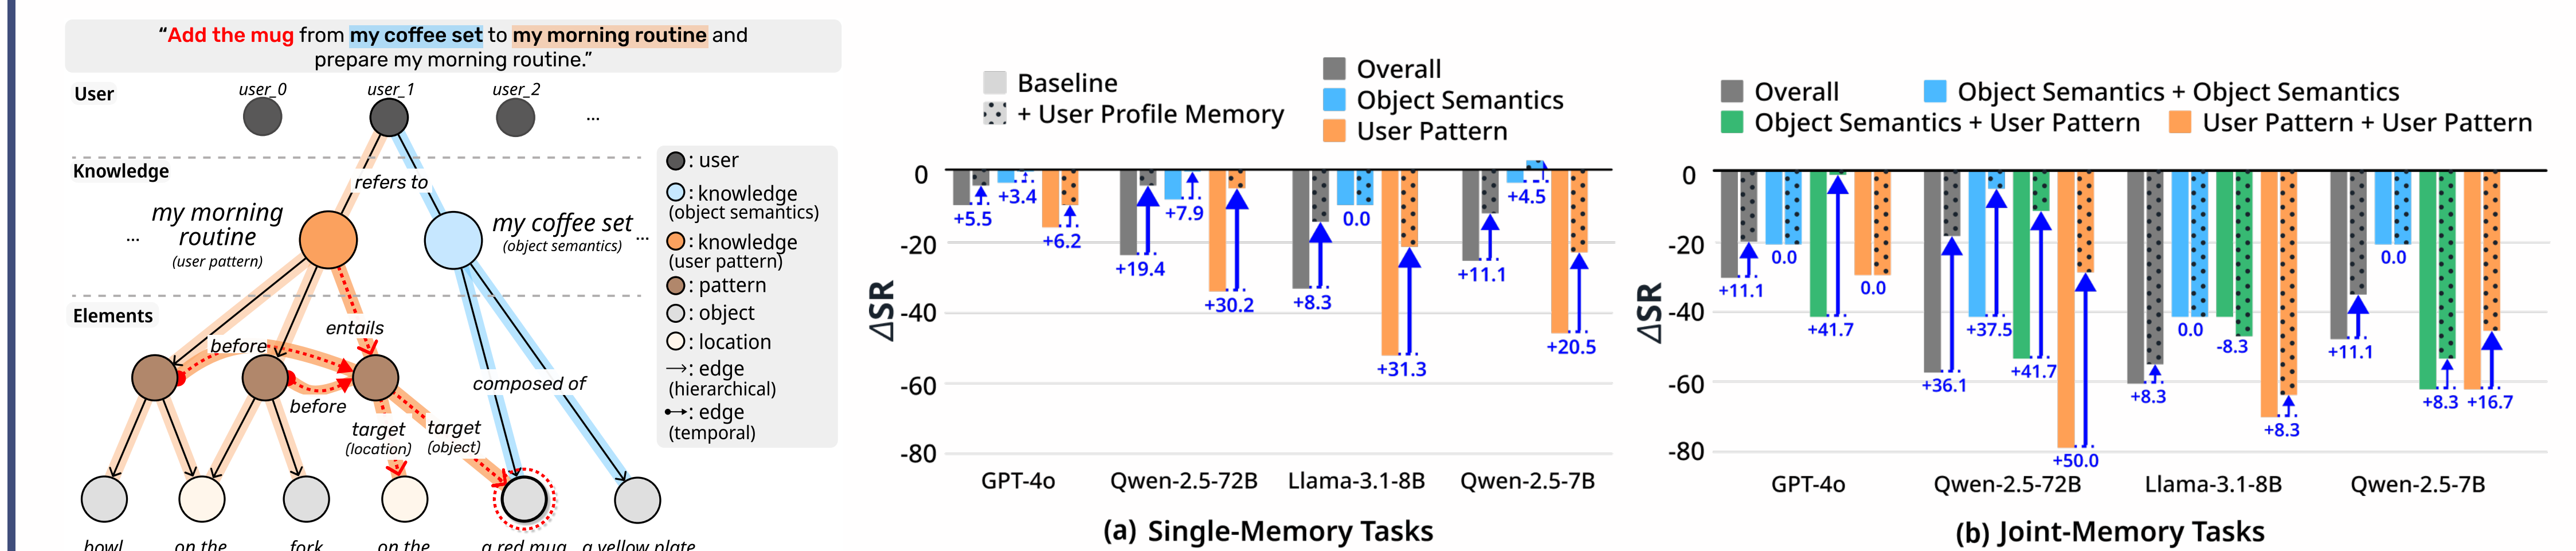 “Add the mug from my coffee set to my morning routine and
prepare my morning routine.”
User
user_0
user_1
user_2
...
Knowledge
refers to
my morning
routine
(user pattern)
...
my coffee set
(object semantics)
...
Elements
before
entails
before
composed of
target
(location)
target
(object)
bowl
on the
fork
on the
a red mug
a yellow plate
: user
: knowledge
(object semantics)
: knowledge
(user pattern)
: pattern
: object
: location
: edge
(hierarchical)
: edge
(temporal)
Baseline
+ User Profile Memory
Overall
Object Semantics
User Pattern
ΔSR
0
-20
-40
-60
-80
+5.5
+3.4
+6.2
+19.4
+7.9
+30.2
+8.3
0.0
+31.3
+11.1
+4.5
+20.5
GPT-4o
Qwen-2.5-72B
Llama-3.1-8B
Qwen-2.5-7B
(a) Single-Memory Tasks
Overall
Object Semantics + Object Semantics
Object Semantics + User Pattern
User Pattern + User Pattern
ΔSR
0
-20
-40
-60
-80
+11.1
0.0
+41.7
0.0
+36.1
+37.5
+41.7
+50.0
+8.3
0.0
-8.3
+8.3
+11.1
0.0
+8.3
+16.7
GPT-4o
Qwen-2.5-72B
Llama-3.1-8B
Qwen-2.5-7B
(b) Joint-Memory Tasks